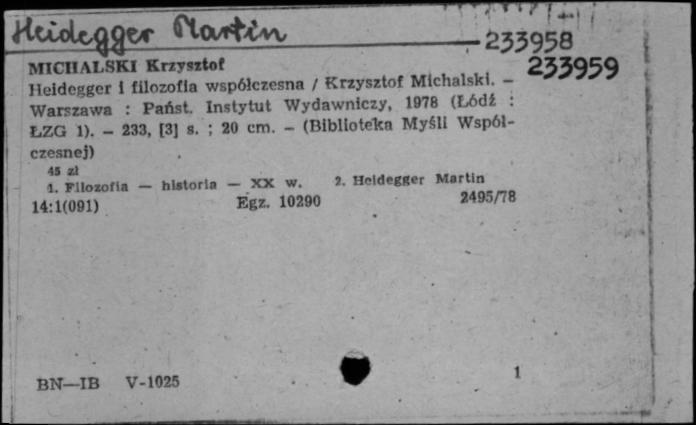 Heidegger Martin
233958
MICHALSKI Krzysztof
233959
Heidegger i filozofia współczesna / Krzysztof Michalski. —
Warszawa : Państ. Instytut Wydawniczy, 1978 (Łódź :
ŁZG 1). — 233, [3] s. ; 20 cm. — (Biblioteka Myśli Współ-
czesnej)
45 zł
1. Filozofia — historia — XX w. 2. Heidegger Martin
14:1(091) Egz. 10290 2495/78
BN—IB V-1025 1